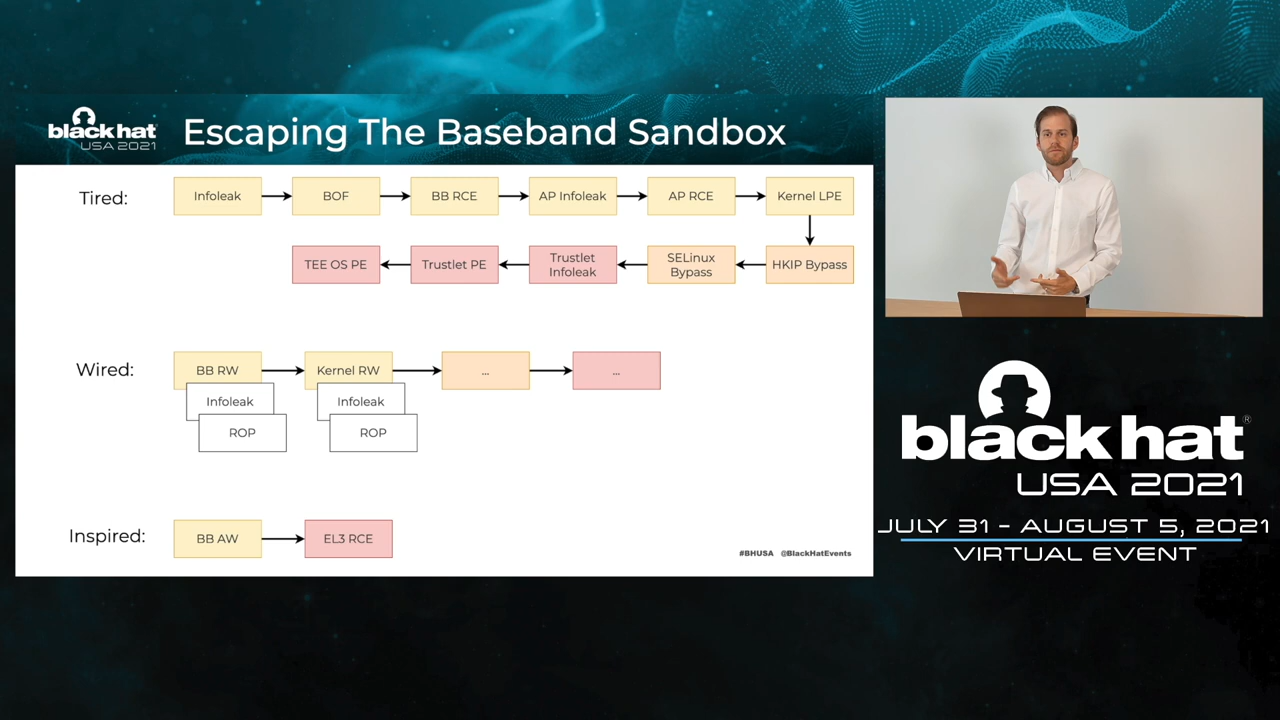 black hat®
USA 2021
Escaping The Baseband Sandbox
Tired:
Infoleak
BOF
BB RCE
AP Infoleak
AP RCE
Kernel LPE
TEE OS PE
Trustlet PE
Trustlet
Infoleak
SELinux
Bypass
HKIP Bypass
Wired:
BB RW
Kernel RW
...
...
Infoleak
Infoleak
ROP
ROP
Inspired:
BB AW
EL3 RCE
#BHUSA @BlackHatEvents
black hat®
USA 2021
JULY 31 - AUGUST 5, 2021
VIRTUAL EVENT